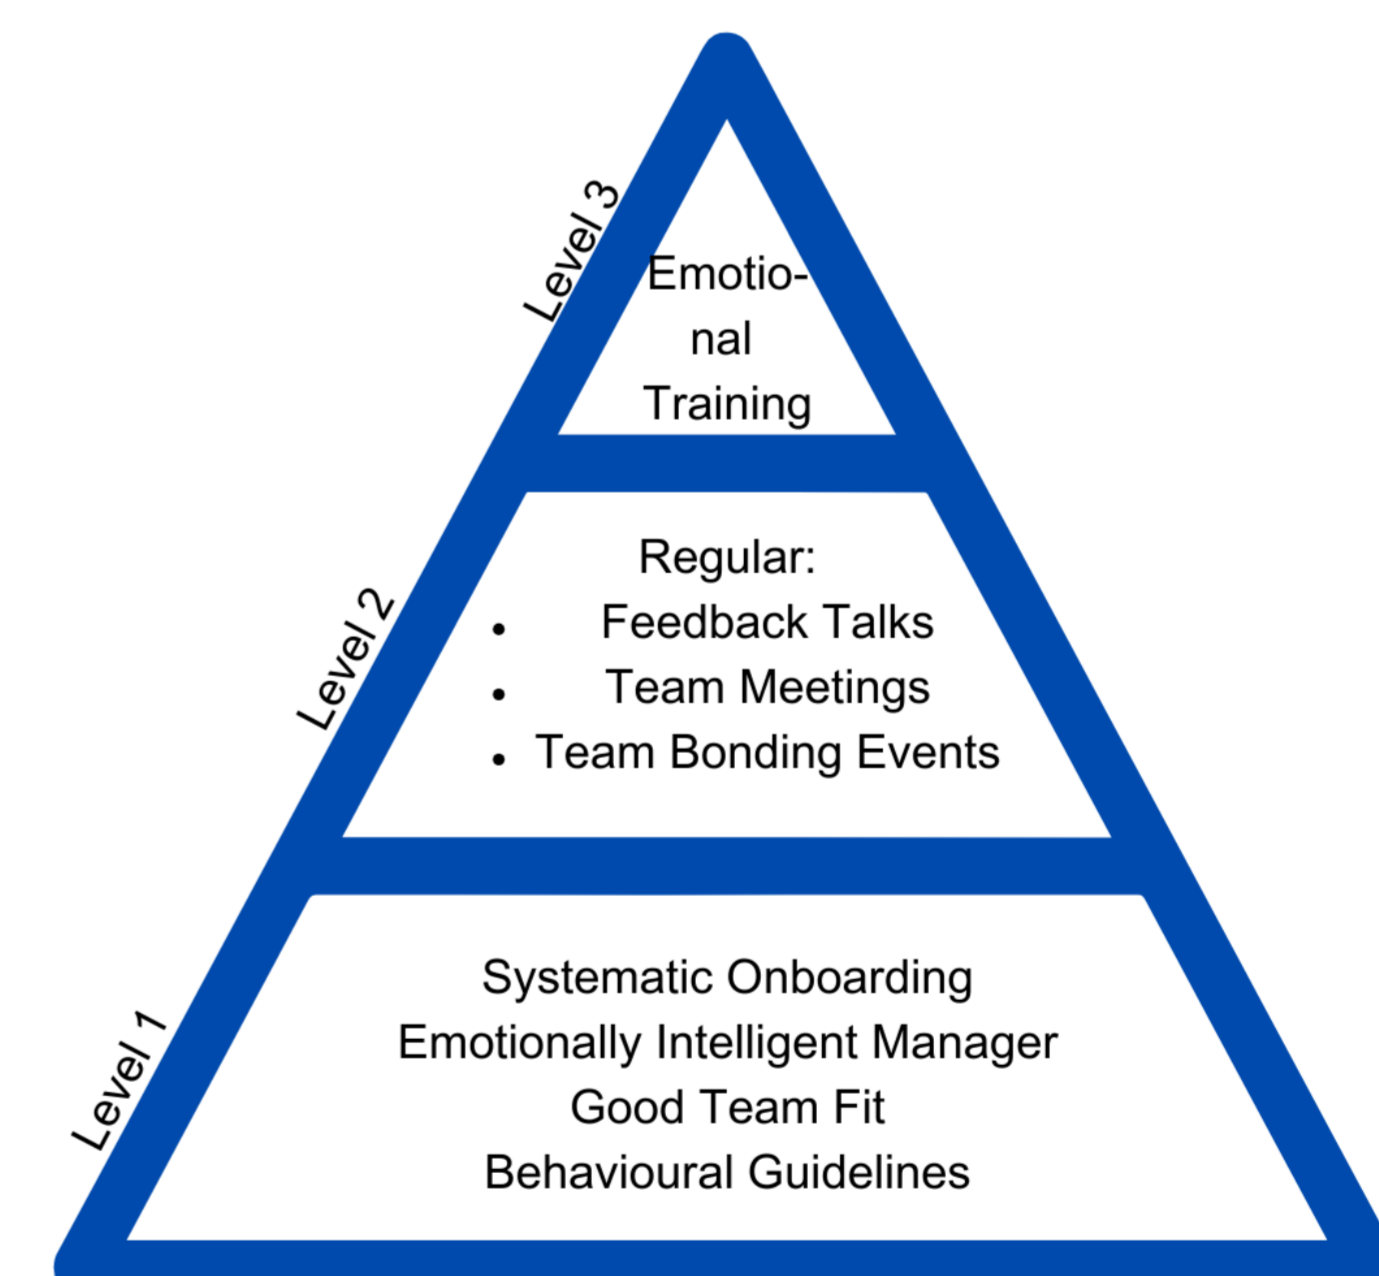 Level 3
Emotio-
nal
Training
Level 2
Regular:
• Feedback Talks
• Team Meetings
• Team Bonding Events
Level 1
Systematic Onboarding
Emotionally Intelligent Manager
Good Team Fit
Behavioural Guidelines